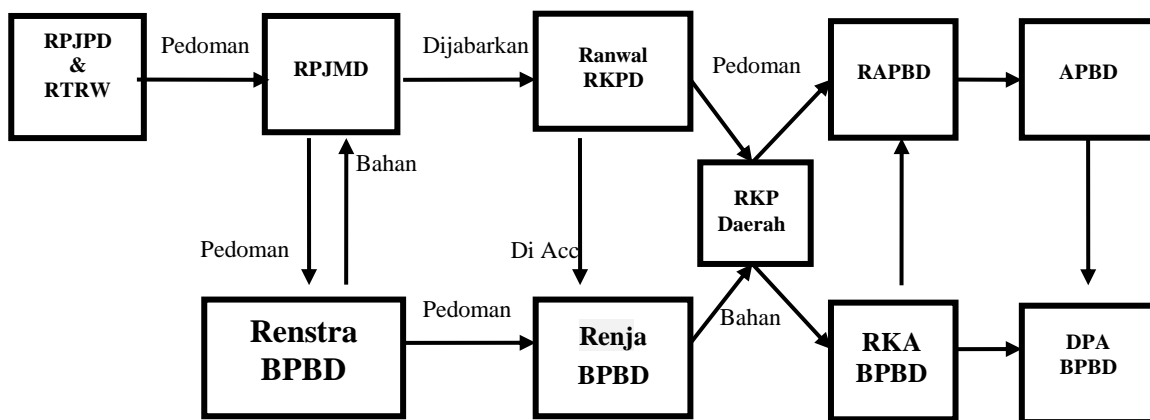 RPJPD
&
RTRW
Pedoman
RPJMD
Dijabarkan
Ranwal
RKPD
Pedoman
RAPBD
APBD
Bahan
RKP
Daerah
Pedoman
Di Acc
Renstra
BPBD
Pedoman
Renja
BPBD
Bahan
RKA
BPBD
DPA
BPBD